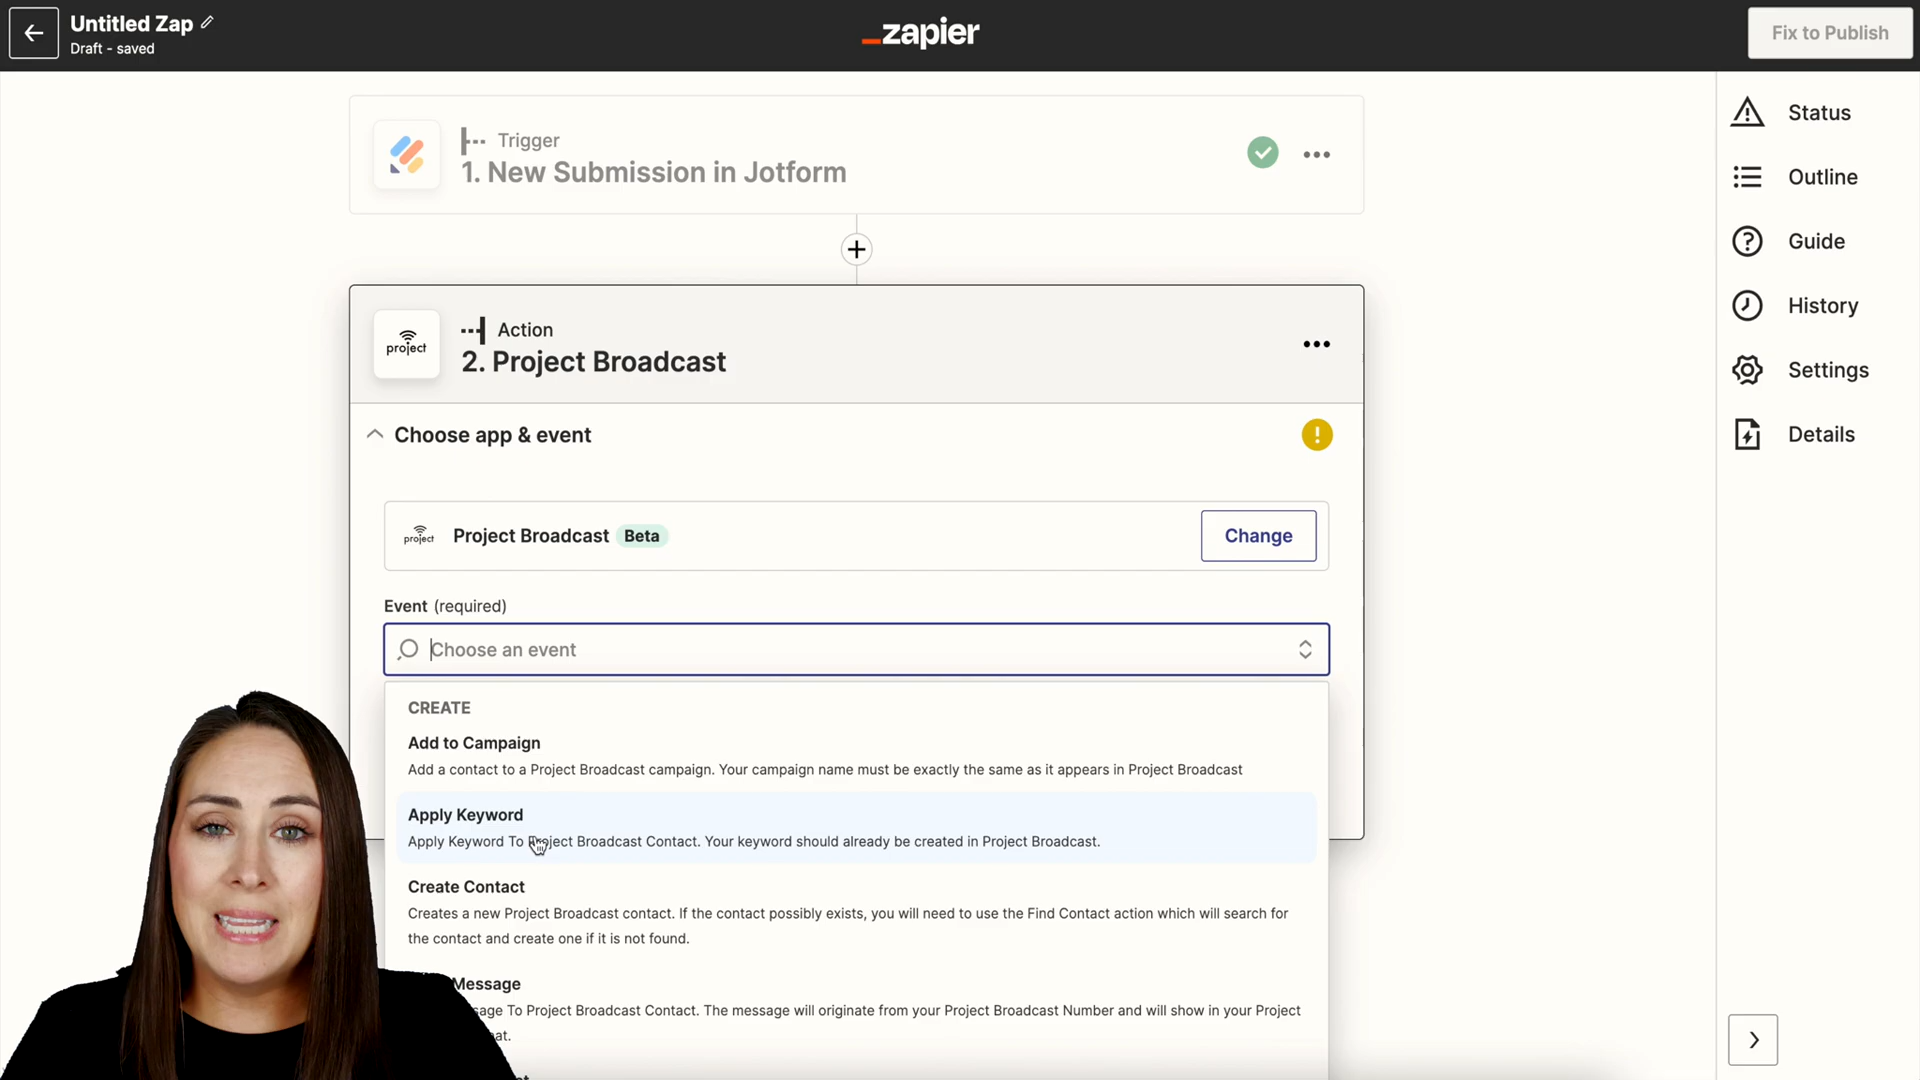 Untitled Zap
Draft - saved
_zapier
Fix to Publish
Trigger
1. New Submission in Jotform
Status
Outline
Guide
History
Settings
Details
project
Action
2. Project Broadcast
Choose app & event
project
Project Broadcast Beta
Change
Event (required)
Choose an event
CREATE
Add to Campaign
Add a contact to a Project Broadcast campaign. Your campaign name must be exactly the same as it appears in Project Broadcast
Apply Keyword
Apply Keyword To Project Broadcast Contact. Your keyword should already be created in Project Broadcast.
Create Contact
Creates a new Project Broadcast contact. If the contact possibly exists, you will need to use the Find Contact action which will search for
the contact and create one if it is not found.
Message
To Project Broadcast Contact. The message will originate from your Project Broadcast Number and will show in your Project